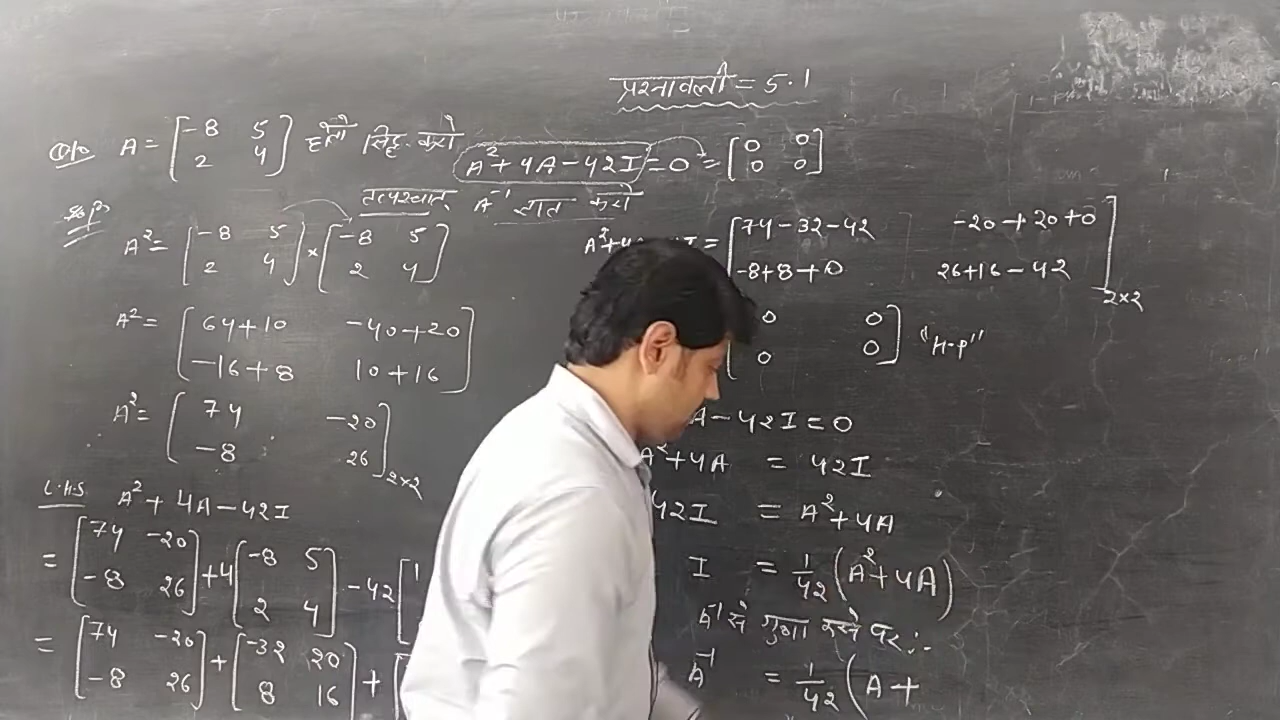 प्रश्नावली = 5.1
A = [-8 5
2 4] हो तो सिद्ध करो A²+4A-42I = 0 = [0 0
0 0]
तत्पश्चात् A⁻¹ ज्ञात करो
A² = [-8 5
2 4] × [-8 5
2 4]
A² = [64+10 -40+20
-16+8 10+16]
A² = [74 -20
-8 26]₂ₓ₂
L.H.S A² + 4A - 42I
= [74 -20
-8 26] +4 [-8 5
2 4] -42 [1
= [74 -20
-8 26] + [-32 20
8 16] +
= [74-32-42 -20+20+0
-8+8+0 26+16-42]₂ₓ₂
0 0
0 0] "H-p"
A-42I = 0
A²+4A = 42I
42I = A²+4A
I = 1/42 (A²+4A)
A⁻¹ से गुणा करने पर :-
A⁻¹ = 1/42 (A +